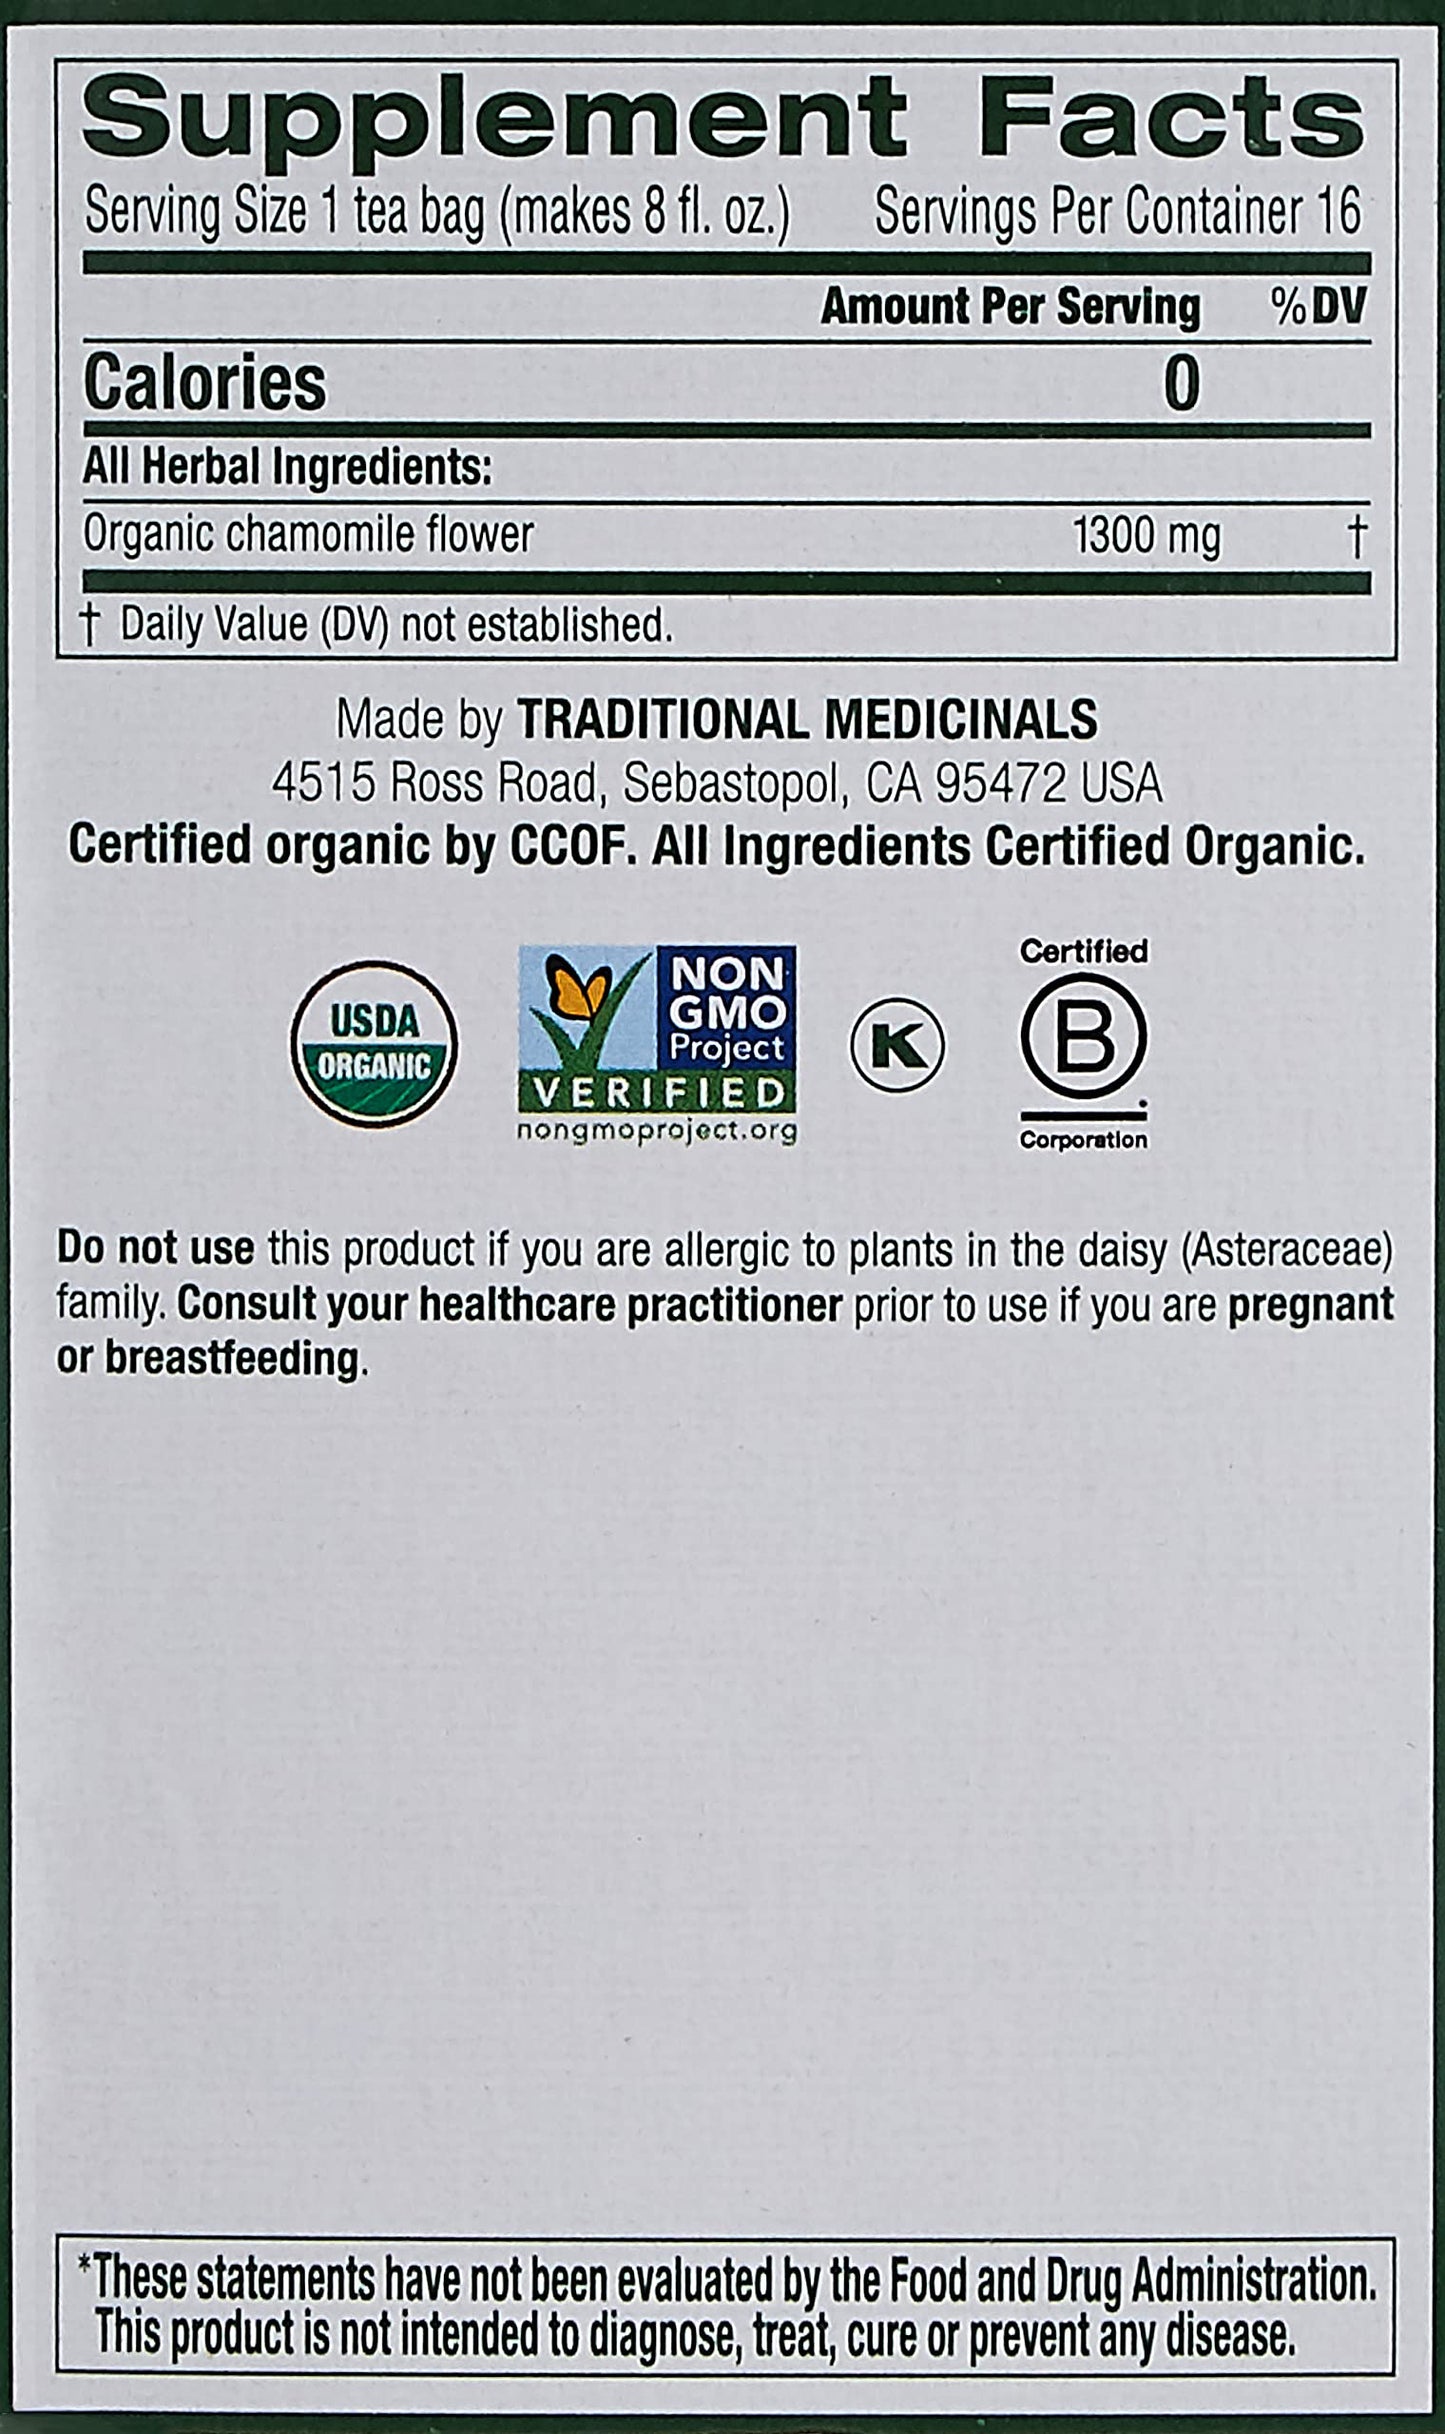 Supplement Facts
Serving Size 1 tea bag (makes 8 fl. oz.) Servings Per Container 16
Amount Per Serving %DV
Calories 0
All Herbal Ingredients:
Organic chamomile flower 1300 mg †
† Daily Value (DV) not established.
Made by TRADITIONAL MEDICINALS
4515 Ross Road, Sebastopol, CA 95472 USA
Certified organic by CCOF. All Ingredients Certified Organic.
USDA
ORGANIC
NON
GMO
Project
VERIFIED
nongmoproject.org
K
Certified
B
Corporation
Do not use this product if you are allergic to plants in the daisy (Asteraceae)
family. Consult your healthcare practitioner prior to use if you are pregnant
or breastfeeding.
*These statements have not been evaluated by the Food and Drug Administration.
This product is not intended to diagnose, treat, cure or prevent any disease.